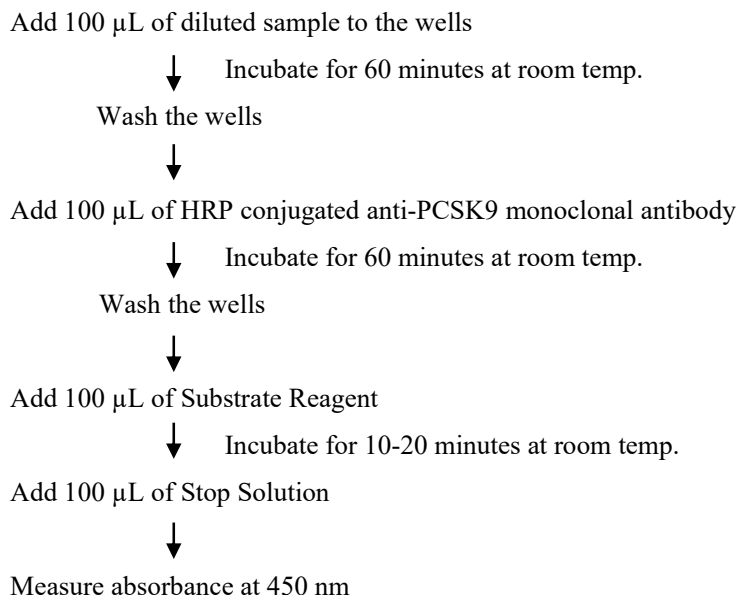 Add 100 µL of diluted sample to the wells
Incubate for 60 minutes at room temp.
Wash the wells
Add 100 µL of HRP conjugated anti-PCSK9 monoclonal antibody
Incubate for 60 minutes at room temp.
Wash the wells
Add 100 µL of Substrate Reagent
Incubate for 10-20 minutes at room temp.
Add 100 µL of Stop Solution
Measure absorbance at 450 nm